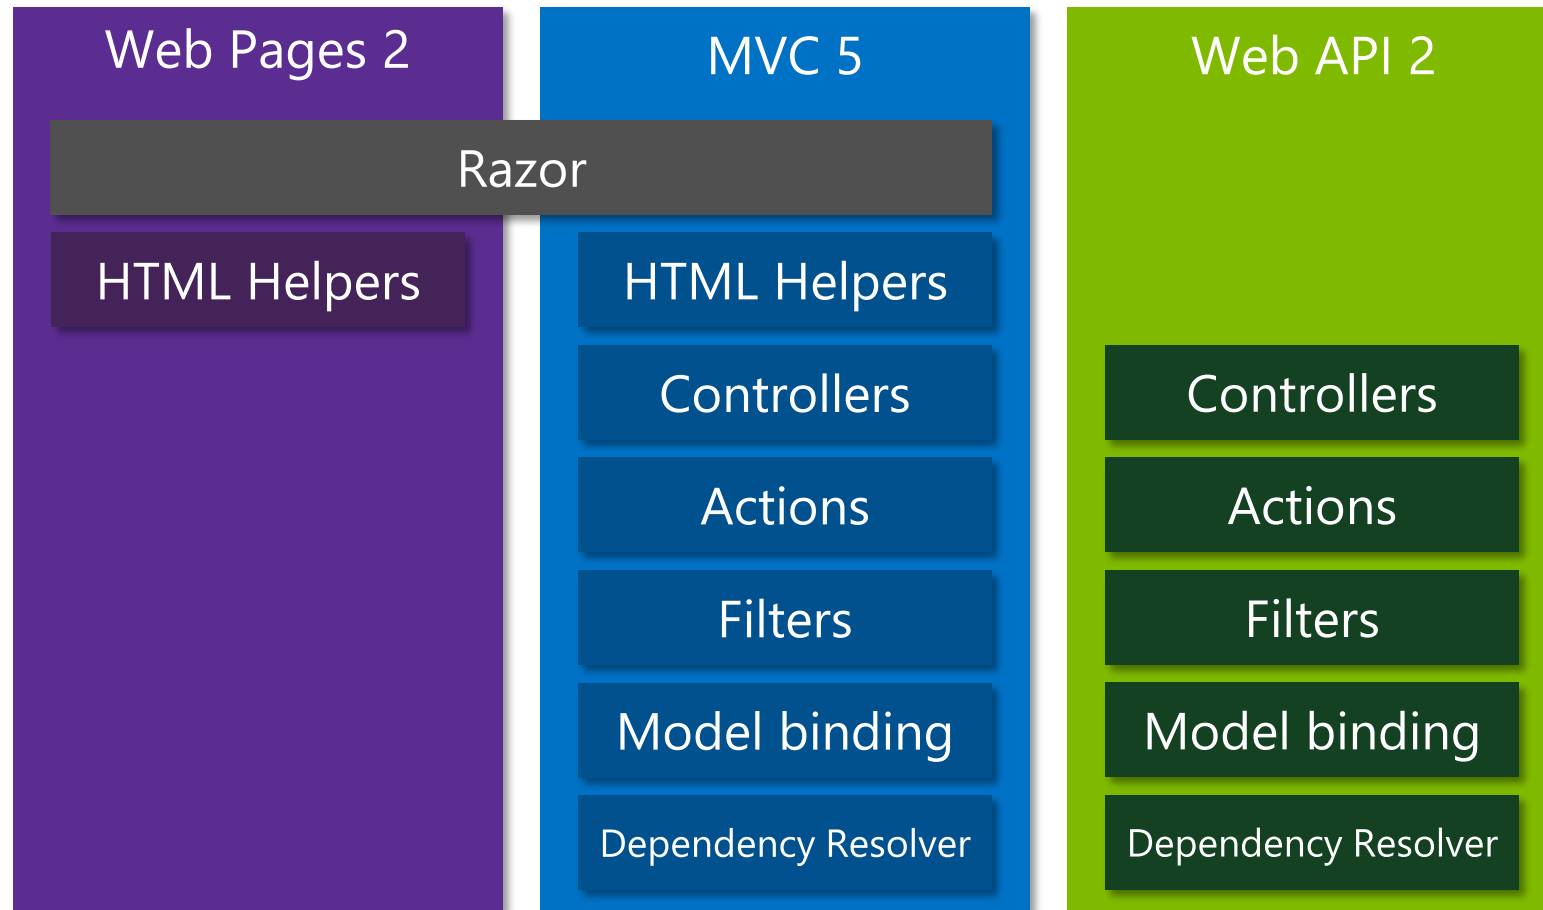 Web Pages 2
MVC 5
Web API 2
Razor
HTML Helpers
HTML Helpers
Controllers
Controllers
Actions
Actions
Filters
Filters
Model binding
Model binding
Dependency Resolver
Dependency Resolver